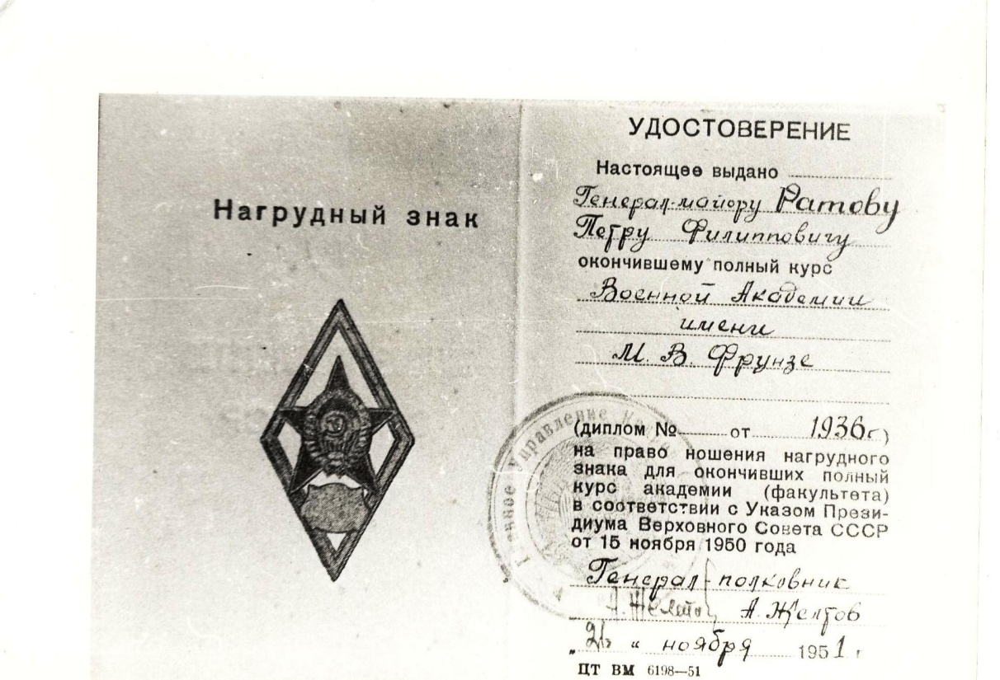 Нагрудный знак
УДОСТОВЕРЕНИЕ
Настоящее выдано
Генерал-майору Ратову
Петру Филипповичу
окончившему полный курс
Военной Академии
имени
М. В. Фрунзе
(диплом № от 1936г)
на право ношения нагрудного
знака для окончивших полный
курс академии (факультета)
в соответствии с Указом Прези-
диума Верховного Совета СССР
от 15 ноября 1950 года
Генерал-полковник
А. Желтов А. Желтов
" " ноября 1951 г.
ЦТ ВМ 6198—51
Главное Управление